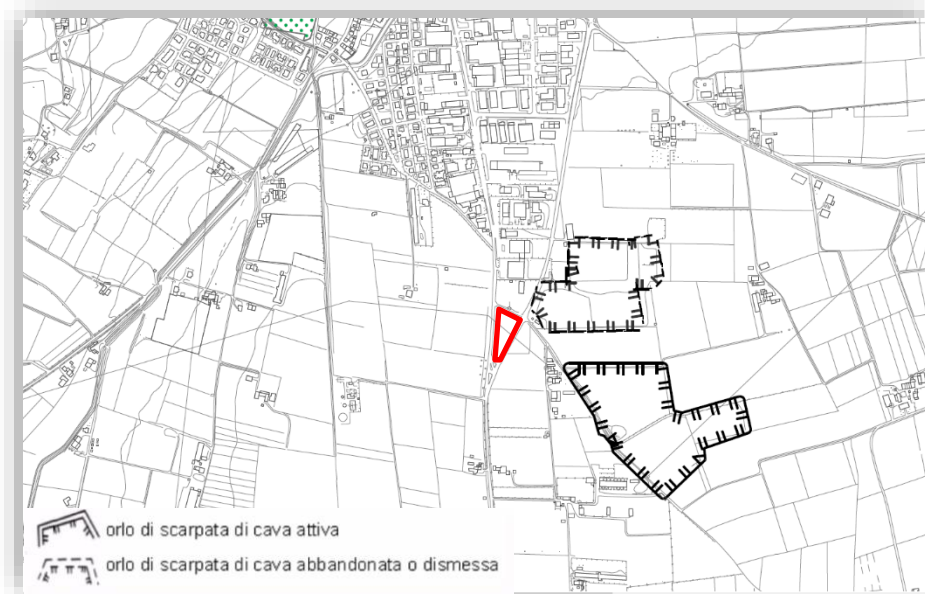 orlo di scarpata di cava attiva
orlo di scarpata di cava abbandonata o dismessa